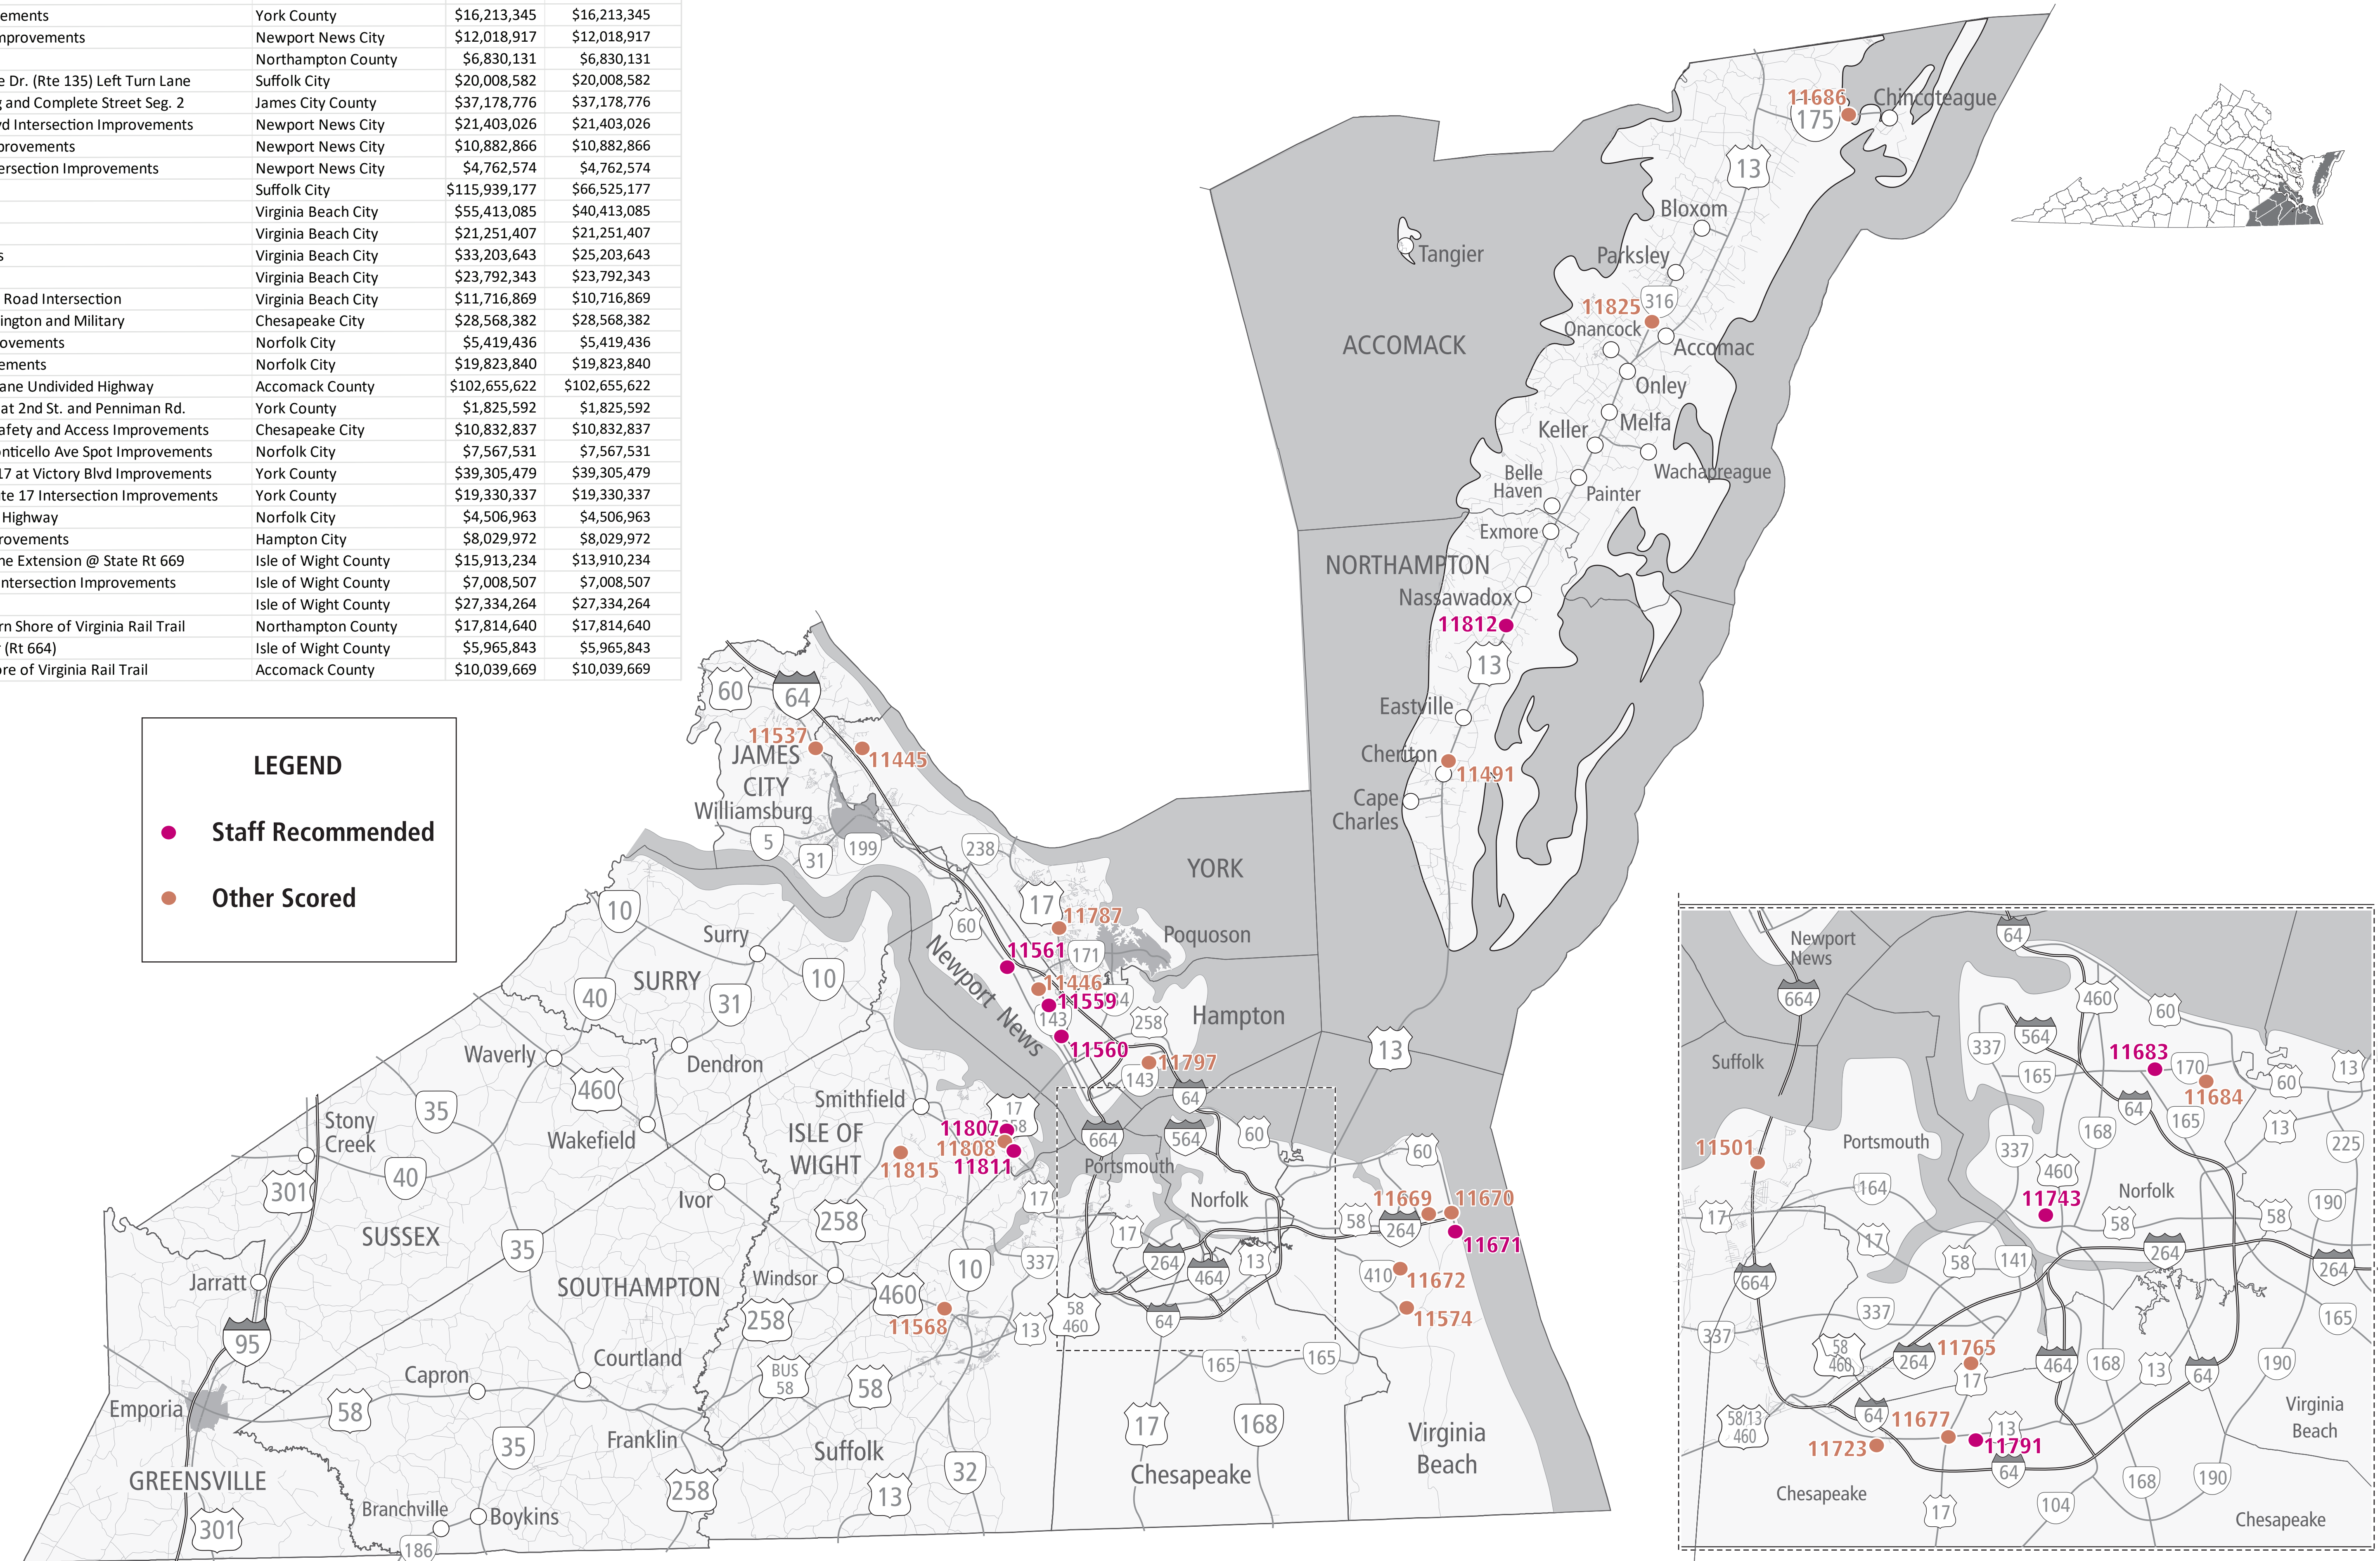 ements York County $16,213,345 $16,213,345
mprovements Newport News City $12,018,917 $12,018,917
Northampton County $6,830,131 $6,830,131
e Dr. (Rte 135) Left Turn Lane Suffolk City $20,008,582 $20,008,582
g and Complete Street Seg. 2 James City County $37,178,776 $37,178,776
vd Intersection Improvements Newport News City $21,403,026 $21,403,026
provements Newport News City $10,882,866 $10,882,866
ersection Improvements Newport News City $4,762,574 $4,762,574
Suffolk City $115,939,177 $66,525,177
Virginia Beach City $55,413,085 $40,413,085
Virginia Beach City $21,251,407 $21,251,407
s Virginia Beach City $33,203,643 $25,203,643
Virginia Beach City $23,792,343 $23,792,343
Road Intersection Virginia Beach City $11,716,869 $10,716,869
ington and Military Chesapeake City $28,568,382 $28,568,382
ovements Norfolk City $5,419,436 $5,419,436
ements Norfolk City $19,823,840 $19,823,840
ane Undivided Highway Accomack County $102,655,622 $102,655,622
at 2nd St. and Penniman Rd. York County $1,825,592 $1,825,592
afety and Access Improvements Chesapeake City $10,832,837 $10,832,837
onticello Ave Spot Improvements Norfolk City $7,567,531 $7,567,531
17 at Victory Blvd Improvements York County $39,305,479 $39,305,479
te 17 Intersection Improvements York County $19,330,337 $19,330,337
Highway Norfolk City $4,506,963 $4,506,963
rovements Hampton City $8,029,972 $8,029,972
ne Extension @ State Rt 669 Isle of Wight County $15,913,234 $13,910,234
ntersection Improvements Isle of Wight County $7,008,507 $7,008,507
Isle of Wight County $27,334,264 $27,334,264
rn Shore of Virginia Rail Trail Northampton County $17,814,640 $17,814,640
(Rt 664) Isle of Wight County $5,965,843 $5,965,843
ore of Virginia Rail Trail Accomack County $10,039,669 $10,039,669
LEGEND
Staff Recommended
Other Scored
11686
Chincoteague
175
13
Bloxom
Tangier
Parksley
316
11825
Onancock
ACCOMACK
Accomac
Onley
Melfa
Keller
Wachapreague
Belle
Haven
Painter
Exmore
NORTHAMPTON
Nassawadox
11812
13
Eastville
Cheriton
11491
Cape
Charles
60
64
11537
11445
JAMES
CITY
Williamsburg
5
31
199
238
YORK
17
11787
60
Poquoson
11561
171
11446
11559
143
Newport News
258
Hampton
11560
11797
143
13
10
Surry
SURRY
10
40
31
Waverly
Dendron
460
35
Stony
Creek
Wakefield
301
40
Ivor
SUSSEX
35
Jarratt
SOUTHAMPTON
95
Capron
Courtland
Emporia
58
35
Franklin
GREENSVILLE
Branchville
Boykins
301
186
258
Smithfield
ISLE OF
WIGHT
11815
17
58
11807
11808
11811
17
258
Windsor
10
337
460
11568
258
13
58
460
BUS
58
58
Suffolk
32
13
64
664
564
60
Portsmouth
Norfolk
17
264
464
13
64
60
11669
11670
58
264
11671
410
11672
11574
165
165
17
168
Chesapeake
Virginia
Beach
Newport
News
64
664
460
60
Suffolk
564
337
11683
170
165
13
60
11684
64
165
13
225
168
337
Portsmouth
11501
460
164
11743
Norfolk
190
17
58
58
17
58
141
264
264
664
337
165
337
58
460
11765
264
17
464
168
13
190
64
58/13
460
64
11677
13
11723
11791
64
Virginia
Beach
Chesapeake
17
104
168
190
Chesapeake